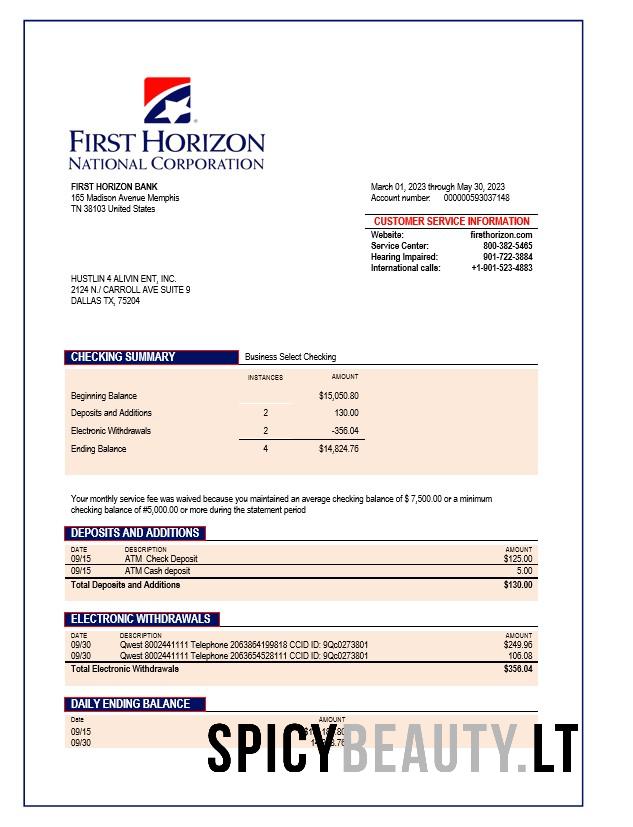 FIRST HORIZON
NATIONAL CORPORATION
FIRST HORIZON BANK
165 Madison Avenue Memphis
TN 38103 United States
March 01, 2023 through May 30, 2023
Account number: 000000593037148
CUSTOMER SERVICE INFORMATION
Website: firsthorizon.com
Service Center: 800-382-5465
Hearing Impaired: 901-722-3884
International calls: +1-901-523-4883
HUSTLIN 4 ALIVIN ENT, INC.
2124 N./ CARROLL AVE SUITE 9
DALLAS TX, 75204
CHECKING SUMMARY Business Select Checking
INSTANCES AMOUNT
Beginning Balance $15,050.80
Deposits and Additions 2 130.00
Electronic Withdrawals 2 -356.04
Ending Balance 4 $14,824.76
Your monthly service fee was waived because you maintained an average checking balance of $ 7,500.00 or a minimum
checking balance of #5,000.00 or more during the statement period
DEPOSITS AND ADDITIONS
DATE DESCRIPTION AMOUNT
09/15 ATM Check Deposit $125.00
09/15 ATM Cash deposit 5.00
Total Deposits and Additions $130.00
ELECTRONIC WITHDRAWALS
DATE DESCRIPTION AMOUNT
09/30 Qwest 8002441111 Telephone 2063864199818 CCID ID: 9Qc0273801 $249.96
09/30 Qwest 8002441111 Telephone 2063654528111 CCID ID: 9Qc0273801 106.08
Total Electronic Withdrawals $356.04
DAILY ENDING BALANCE
Date AMOUNT
09/15
09/30
SPICYBEAUTY.LT